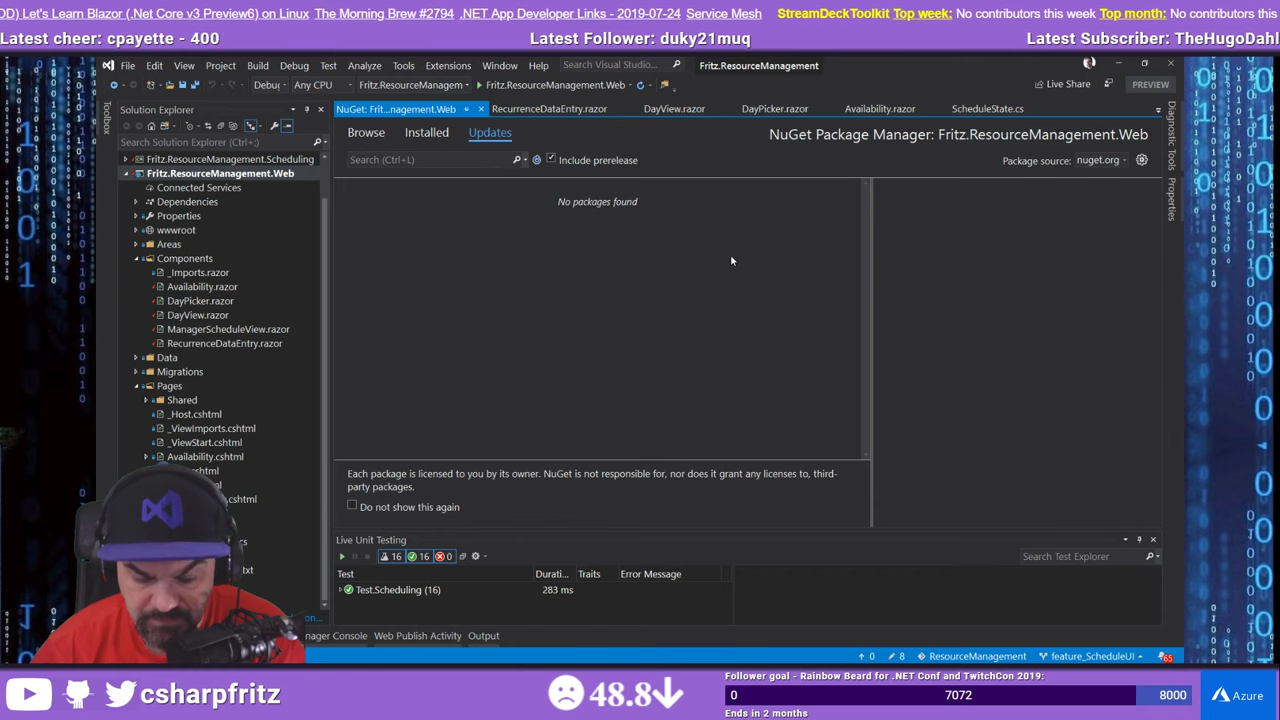 DD) Let's Learn Blazor (.Net Core v3 Preview6) on Linux The Morning Brew #2794 .NET App Developer Links - 2019-07-24 Service Mesh StreamDeckToolkit Top week: No contributors this week Top month: No contributors this
Latest cheer: cpayette - 400 Latest Follower: duky21muq Latest Subscriber: TheHugoDahl
File Edit View Project Build Debug Test Analyze Tools Extensions Window Help Search Visual Studio... Fritz.ResourceManagement
Debug Any CPU Fritz.ResourceManagem Fritz.ResourceManagement.Web Live Share PREVIEW
Toolbox
Solution Explorer
Search Solution Explorer (Ctrl+;)
Fritz.ResourceManagement.Scheduling
Fritz.ResourceManagement.Web
Connected Services
Dependencies
Properties
wwwroot
Areas
Components
_Imports.razor
Availability.razor
DayPicker.razor
DayView.razor
ManagerScheduleView.razor
RecurrenceDataEntry.razor
Data
Migrations
Pages
Shared
_Host.cshtml
_ViewImports.cshtml
_ViewStart.cshtml
Availability.cshtml
cshtml
cshtml
NuGet: Frit...nagement.Web RecurrenceDataEntry.razor DayView.razor DayPicker.razor Availability.razor ScheduleState.cs
Browse Installed Updates NuGet Package Manager: Fritz.ResourceManagement.Web
Search (Ctrl+L) Include prerelease Package source: nuget.org
No packages found
Each package is licensed to you by its owner. NuGet is not responsible for, nor does it grant any licenses to, third-
party packages.
Do not show this again
Diagnostic Tools
Properties
Live Unit Testing
16 16 0 Search Test Explorer
Test Durati... Traits Error Message
Test.Scheduling (16) 283 ms
nager Console Web Publish Activity Output
0 8 ResourceManagement feature_ScheduleUI 65
csharpfritz
48.8
Follower goal - Rainbow Beard for .NET Conf and TwitchCon 2019:
0 7072 8000
Ends in 2 months
Azure